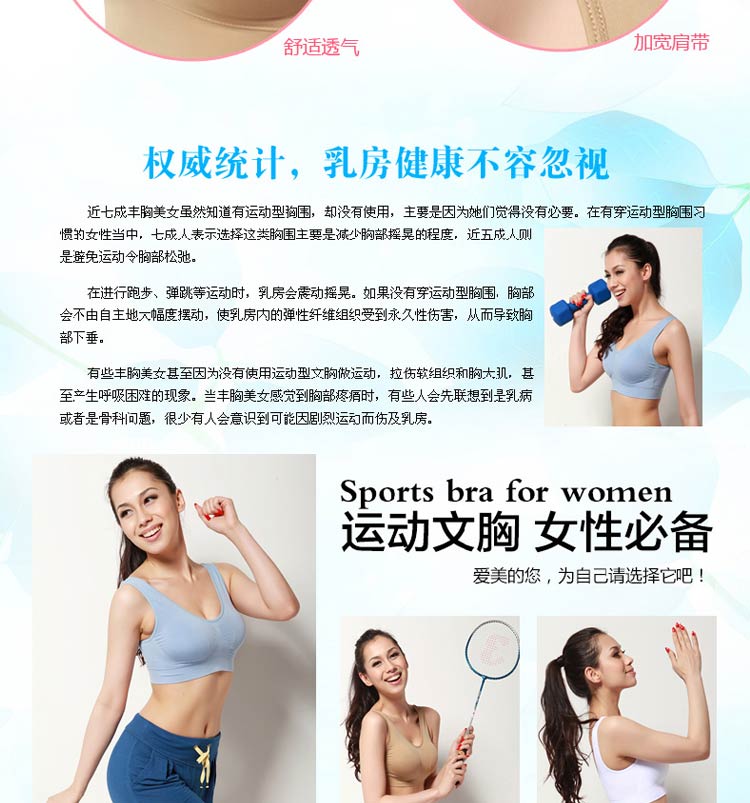 舒适透气
加宽肩带
权威统计，乳房健康不容忽视
近七成丰胸美女虽然知道有运动型胸围，却没有使用，主要是因为她们觉得没有必要。在有穿运动型胸围习
惯的女性当中，七成人表示选择这类胸围主要是减少胸部摇晃的程度，近五成人则
是避免运动令胸部松弛。
在进行跑步、弹跳等运动时，乳房会震动摇晃。如果没有穿运动型胸围，胸部
会不由自主地大幅度摆动，使乳房内的弹性纤维组织受到永久性伤害，从而导致胸
部下垂。
有些丰胸美女甚至因为没有使用运动型文胸做运动，拉伤软组织和胸大肌，甚
至产生呼吸困难的现象。当丰胸美女感觉到胸部疼痛时，有些人会先联想到是乳病
或者是骨科问题，很少有人会意识到可能因剧烈运动而伤及乳房。
Sports bra for women
运动文胸 女性必备
爱美的您，为自己请选择它吧！